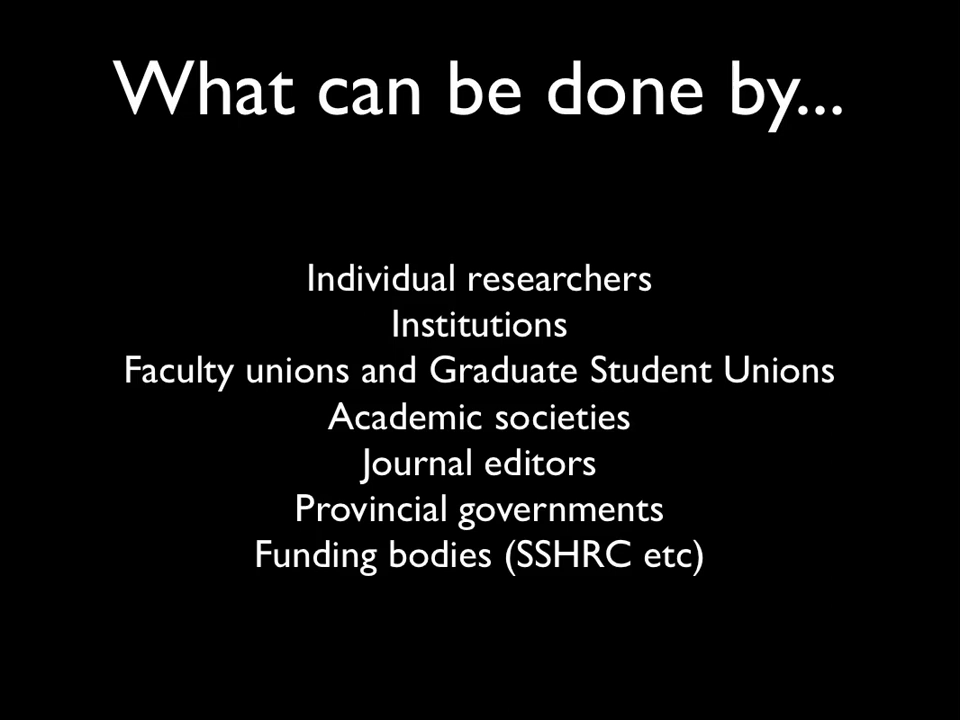 What can be done by...
Individual researchers
Institutions
Faculty unions and Graduate Student Unions
Academic societies
Journal editors
Provincial governments
Funding bodies (SSHRC etc)